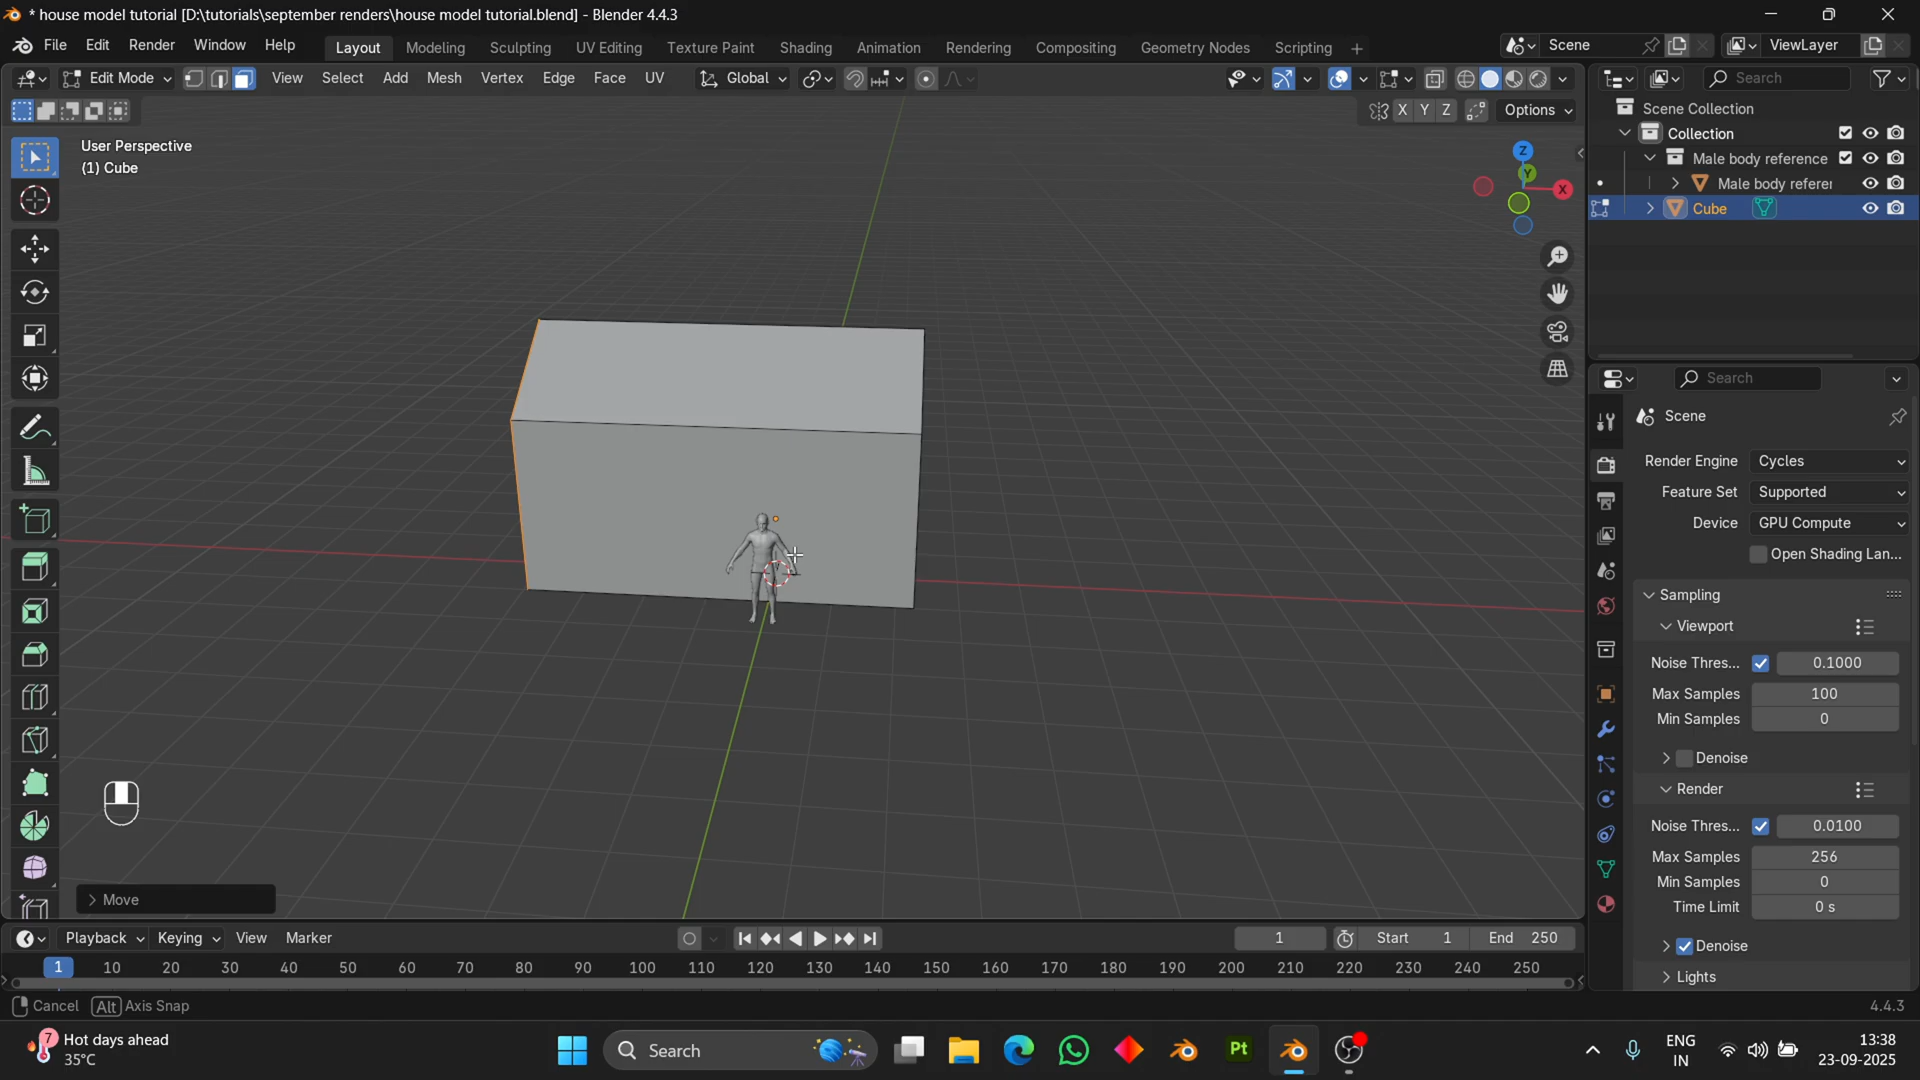 * house model tutorial [D:\tutorials\september renders\house model tutorial.blend] - Blender 4.4.3
File Edit Render Window Help Layout Modeling Sculpting UV Editing Texture Paint Shading Animation Rendering Compositing Geometry Nodes Scripting + Scene ViewLayer
Edit Mode View Select Add Mesh Vertex Edge Face UV Global Search
X Y Z Options
User Perspective
(1) Cube
Z
Y
X
Scene Collection
Collection
Male body reference
Male body referer
Cube
Search
Scene
Render Engine Cycles
Feature Set Supported
Device GPU Compute
Open Shading Lan...
Sampling
Viewport
Noise Thres... 0.1000
Max Samples 100
Min Samples 0
Denoise
Render
Noise Thres... 0.0100
Max Samples 256
Min Samples 0
Time Limit 0 s
Denoise
Lights
> Move
Playback Keying View Marker 1 Start 1 End 250
1 10 20 30 40 50 60 70 80 90 100 110 120 130 140 150 160 170 180 190 200 210 220 230 240 250
Cancel Alt Axis Snap 4.4.3
7 Hot days ahead
35°C
Search
Pt
ENG
IN
13:38
23-09-2025